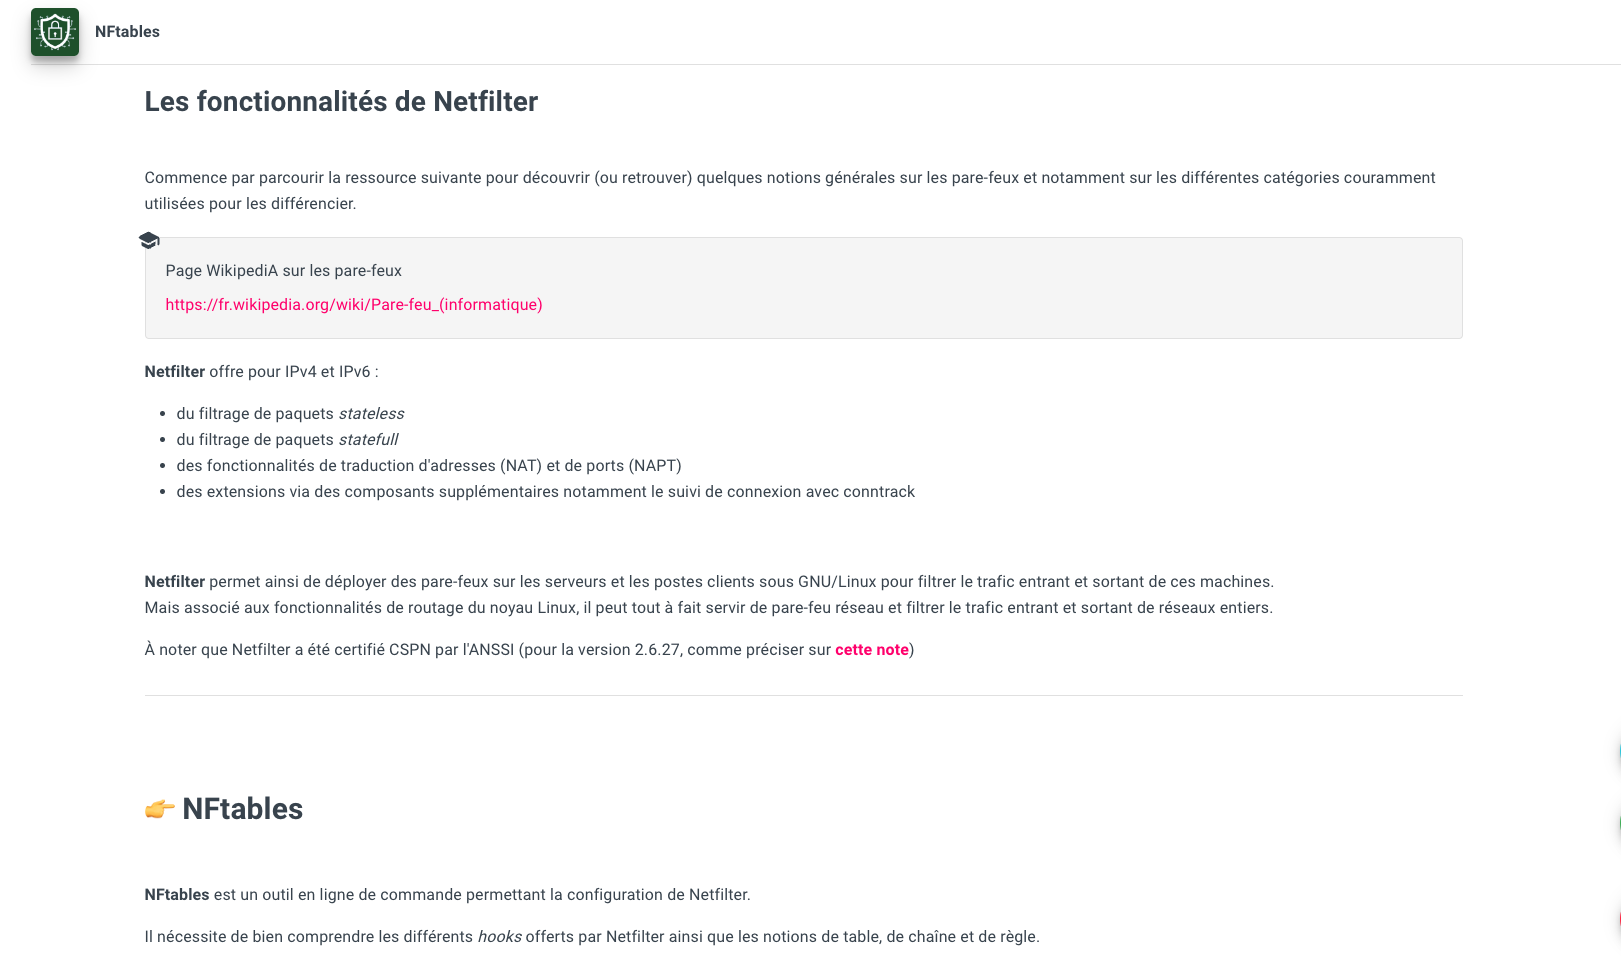 NFtables
Les fonctionnalités de Netfilter
Commence par parcourir la ressource suivante pour découvrir (ou retrouver) quelques notions générales sur les pare-feux et notamment sur les différentes catégories couramment
utilisées pour les différencier.
Page WikipediA sur les pare-feux
https://fr.wikipedia.org/wiki/Pare-feu_(informatique)
Netfilter offre pour IPv4 et IPv6 :
• du filtrage de paquets stateless
• du filtrage de paquets statefull
• des fonctionnalités de traduction d'adresses (NAT) et de ports (NAPT)
• des extensions via des composants supplémentaires notamment le suivi de connexion avec conntrack
Netfilter permet ainsi de déployer des pare-feux sur les serveurs et les postes clients sous GNU/Linux pour filtrer le trafic entrant et sortant de ces machines.
Mais associé aux fonctionnalités de routage du noyau Linux, il peut tout à fait servir de pare-feu réseau et filtrer le trafic entrant et sortant de réseaux entiers.
À noter que Netfilter a été certifié CSPN par l'ANSSI (pour la version 2.6.27, comme préciser sur cette note)
👉 NFtables
NFtables est un outil en ligne de commande permettant la configuration de Netfilter.
Il nécessite de bien comprendre les différents hooks offerts par Netfilter ainsi que les notions de table, de chaîne et de règle.